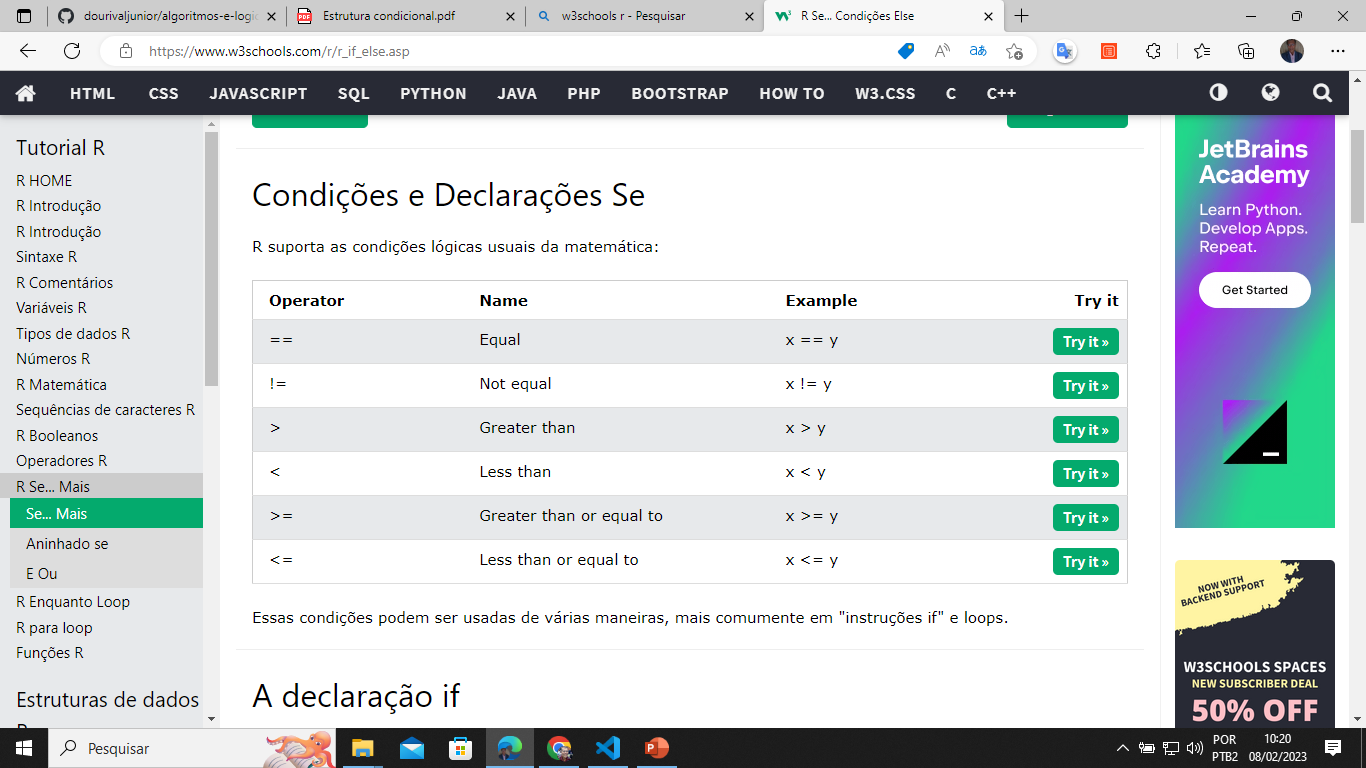 dourivaljunior/algoritmos-e-logic
Estrutura condicional.pdf
w3schools r - Pesquisar
R Se... Condições Else
https://www.w3schools.com/r/r_if_else.asp
HTML CSS JAVASCRIPT SQL PYTHON JAVA PHP BOOTSTRAP HOW TO W3.CSS C C++
Tutorial R
R HOME
R Introdução
R Introdução
Sintaxe R
R Comentários
Variáveis R
Tipos de dados R
Números R
R Matemática
Sequências de caracteres R
R Booleanos
Operadores R
R Se... Mais
Se... Mais
Aninhado se
E Ou
R Enquanto Loop
R para loop
Funções R
Estruturas de dados
Condições e Declarações Se
R suporta as condições lógicas usuais da matemática:
Operator Name Example Try it
== Equal x == y Try it »
!= Not equal x != y Try it »
> Greater than x > y Try it »
< Less than x < y Try it »
>= Greater than or equal to x >= y Try it »
<= Less than or equal to x <= y Try it »
Essas condições podem ser usadas de várias maneiras, mais comumente em "instruções if" e loops.
A declaração if
JetBrains
Academy
Learn Python.
Develop Apps.
Repeat.
Get Started
NOW WITH
BACKEND SUPPORT
W3SCHOOLS SPACES
NEW SUBSCRIBER DEAL
50% OFF
Pesquisar
POR
PTB2
10:20
08/02/2023